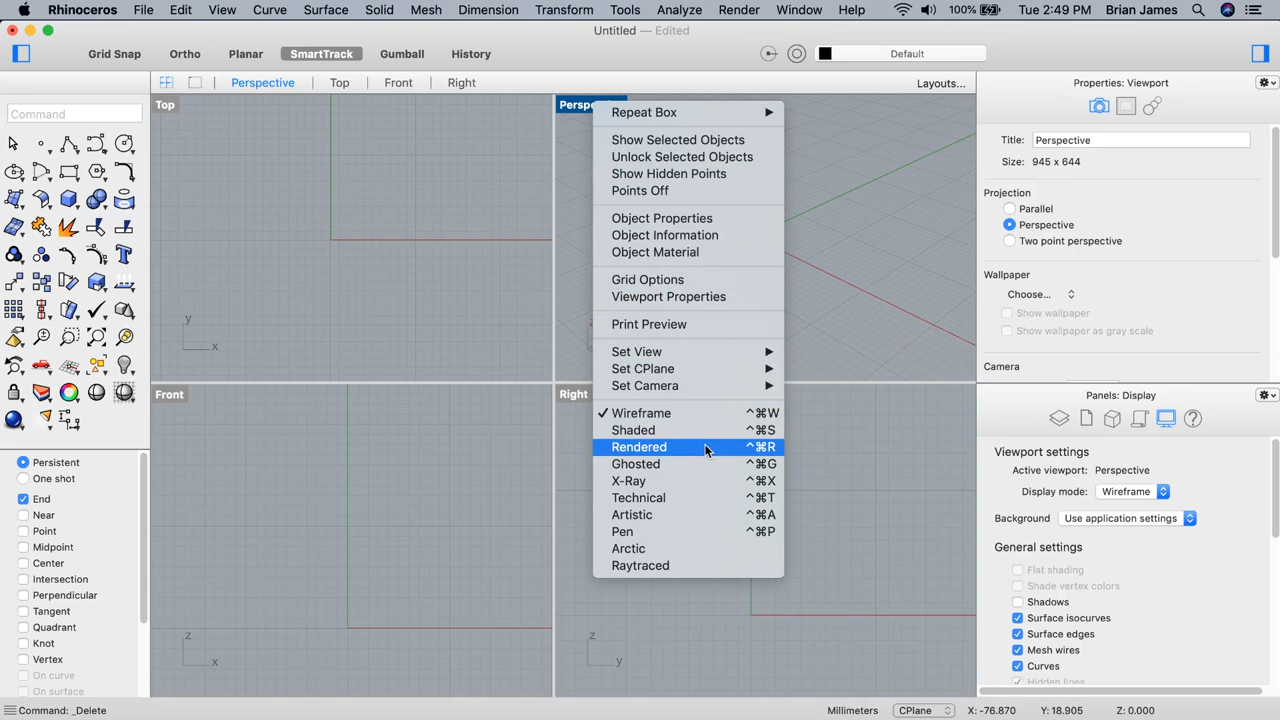 Rhinoceros File Edit View Curve Surface Solid Mesh Dimension Transform Tools Analyze Render Window Help 100% Tue 2:49 PM Brian James
Untitled — Edited
Grid Snap Ortho Planar SmartTrack Gumball History Default
Perspective Top Front Right Layouts... Properties: Viewport
Command
Top
y
x
Front
z
x
Perspe
Right
z
y
Repeat Box
Show Selected Objects
Unlock Selected Objects
Show Hidden Points
Points Off
Object Properties
Object Information
Object Material
Grid Options
Viewport Properties
Print Preview
Set View
Set CPlane
Set Camera
✓ Wireframe ^⌘W
Shaded ^⌘S
Rendered ^⌘R
Ghosted ^⌘G
X-Ray ^⌘X
Technical ^⌘T
Artistic ^⌘A
Pen ^⌘P
Arctic
Raytraced
Title: Perspective
Size: 945 x 644
Projection
Parallel
Perspective
Two point perspective
Wallpaper
Choose...
Show wallpaper
Show wallpaper as gray scale
Camera
Panels: Display
Viewport settings
Active viewport: Perspective
Display mode: Wireframe
Background Use application settings
General settings
Flat shading
Shade vertex colors
Shadows
Surface isocurves
Surface edges
Mesh wires
Curves
Hidden lines
Persistent
One shot
End
Near
Point
Midpoint
Center
Intersection
Perpendicular
Tangent
Quadrant
Knot
Vertex
On curve
On surface
Command: _Delete Millimeters CPlane X: -76.870 Y: 18.905 Z: 0.000